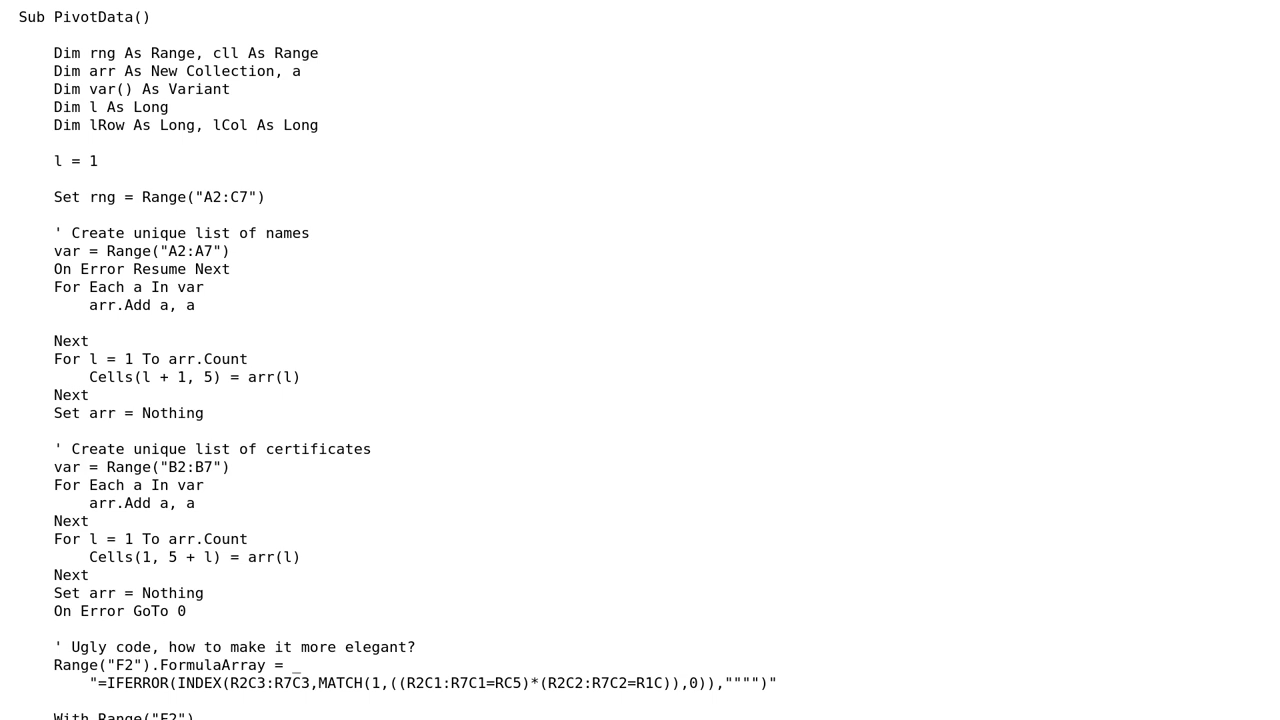 Sub PivotData()
Dim rng As Range, cll As Range
Dim arr As New Collection, a
Dim var() As Variant
Dim l As Long
Dim lRow As Long, lCol As Long
l = 1
Set rng = Range("A2:C7")
' Create unique list of names
var = Range("A2:A7")
On Error Resume Next
For Each a In var
arr.Add a, a
Next
For l = 1 To arr.Count
Cells(l + 1, 5) = arr(l)
Next
Set arr = Nothing
' Create unique list of certificates
var = Range("B2:B7")
For Each a In var
arr.Add a, a
Next
For l = 1 To arr.Count
Cells(1, 5 + l) = arr(l)
Next
Set arr = Nothing
On Error GoTo 0
' Ugly code, how to make it more elegant?
Range("F2").FormulaArray = _
"=IFERROR(INDEX(R2C3:R7C3,MATCH(1,((R2C1:R7C1=RC5)*(R2C2:R7C2=R1C)),0)),"""")"
With Range("F2")